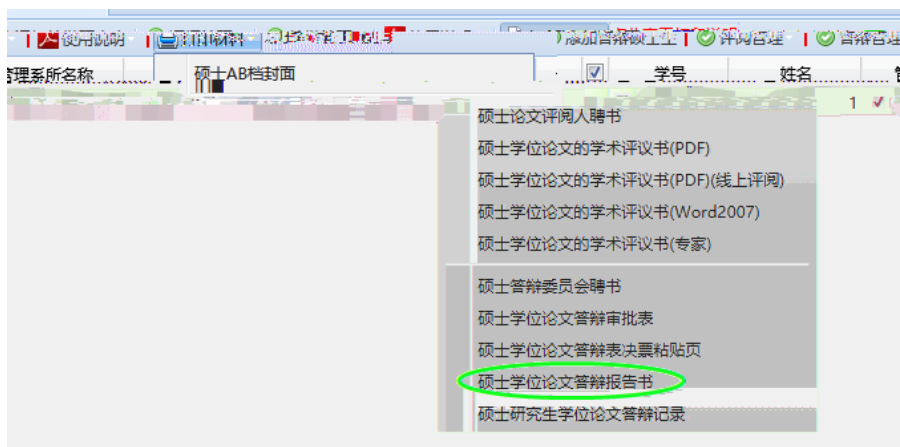 使用说明
添加答辩硕士生 评阅管理 答辩管理
管理系所名称 学号 姓名
硕士AB档封面
1
硕士论文评阅人聘书
硕士学位论文的学术评议书(PDF)
硕士学位论文的学术评议书(PDF)(线上评阅)
硕士学位论文的学术评议书(Word2007)
硕士学位论文的学术评议书(专家)
硕士答辩委员会聘书
硕士学位论文答辩审批表
硕士学位论文答辩表决票粘贴页
硕士学位论文答辩报告书
硕士研究生学位论文答辩记录